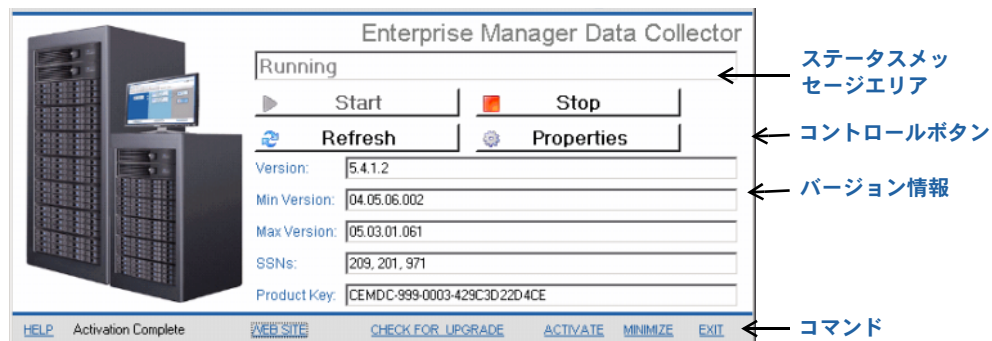 Enterprise Manager Data Collector
Running
ステータスメッ
セージエリア
Start
Stop
Refresh
Properties
コントロールボタン
Version: 5.4.1.2
Min Version: 04.05.06.002
バージョン情報
Max Version: 05.03.01.061
SSNs: 209, 201, 971
Product Key: CEMDC-999-0003-429C3D22D4CE
HELP Activation Complete WEB SITE CHECK FOR UPGRADE ACTIVATE MINIMIZE EXIT
コマンド